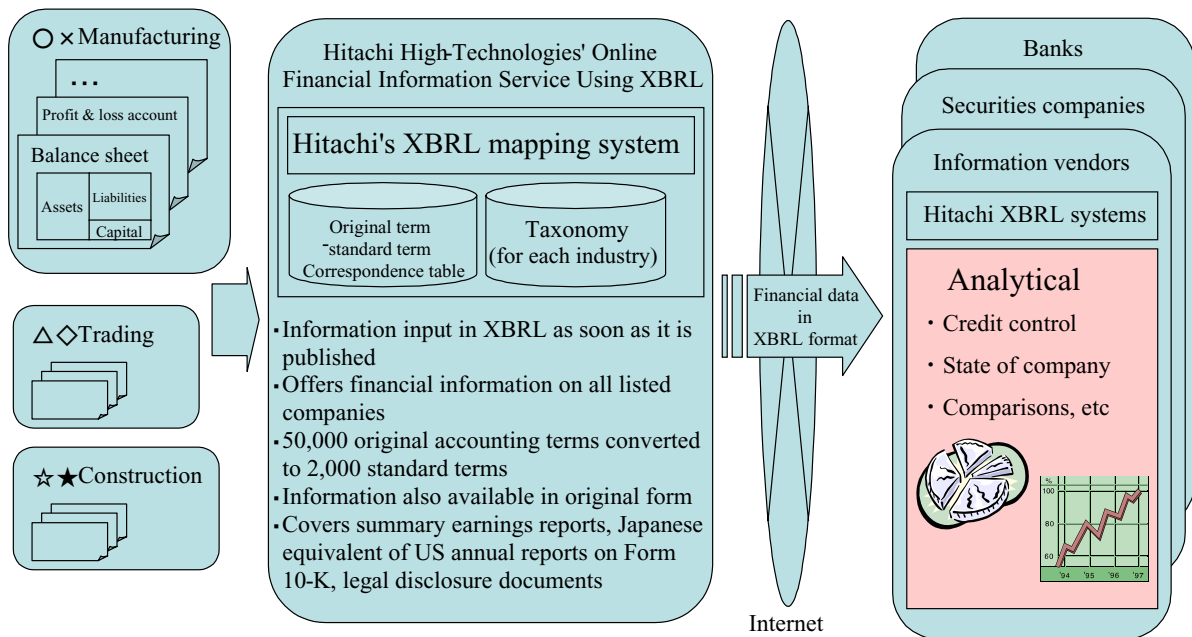 ○×Manufacturing
...
Profit & loss account
Balance sheet
Assets
Liabilities
Capital
△◇Trading
☆★Construction
Hitachi High-Technologies' Online
Financial Information Service Using XBRL
Hitachi's XBRL mapping system
Original term
-standard term
Correspondence table
Taxonomy
(for each industry)
▪Information input in XBRL as soon as it is
published
▪Offers financial information on all listed
companies
▪50,000 original accounting terms converted
to 2,000 standard terms
▪Information also available in original form
▪Covers summary earnings reports, Japanese
equivalent of US annual reports on Form
10-K, legal disclosure documents
Financial data
in
XBRL format
Internet
Banks
Securities companies
Information vendors
Hitachi XBRL systems
Analytical
・Credit control
・State of company
・Comparisons, etc
%
100
80
60
'94 '95 '96 '97